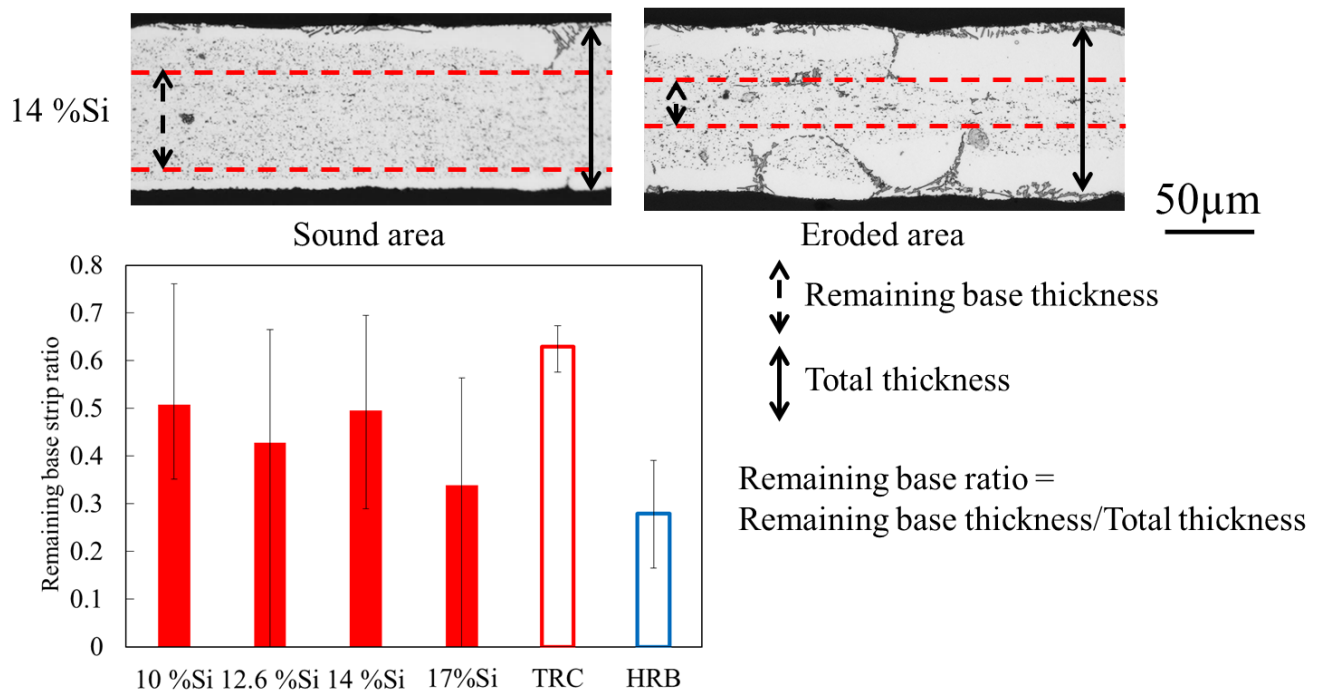 14 %Si
50µm
Sound area
Eroded area
Remaining base thickness
Total thickness
Remaining base ratio =
Remaining base thickness/Total thickness
Remaining base strip ratio
0.8
0.7
0.6
0.5
0.4
0.3
0.2
0.1
0
10 %Si 12.6 %Si 14 %Si 17%Si TRC HRB